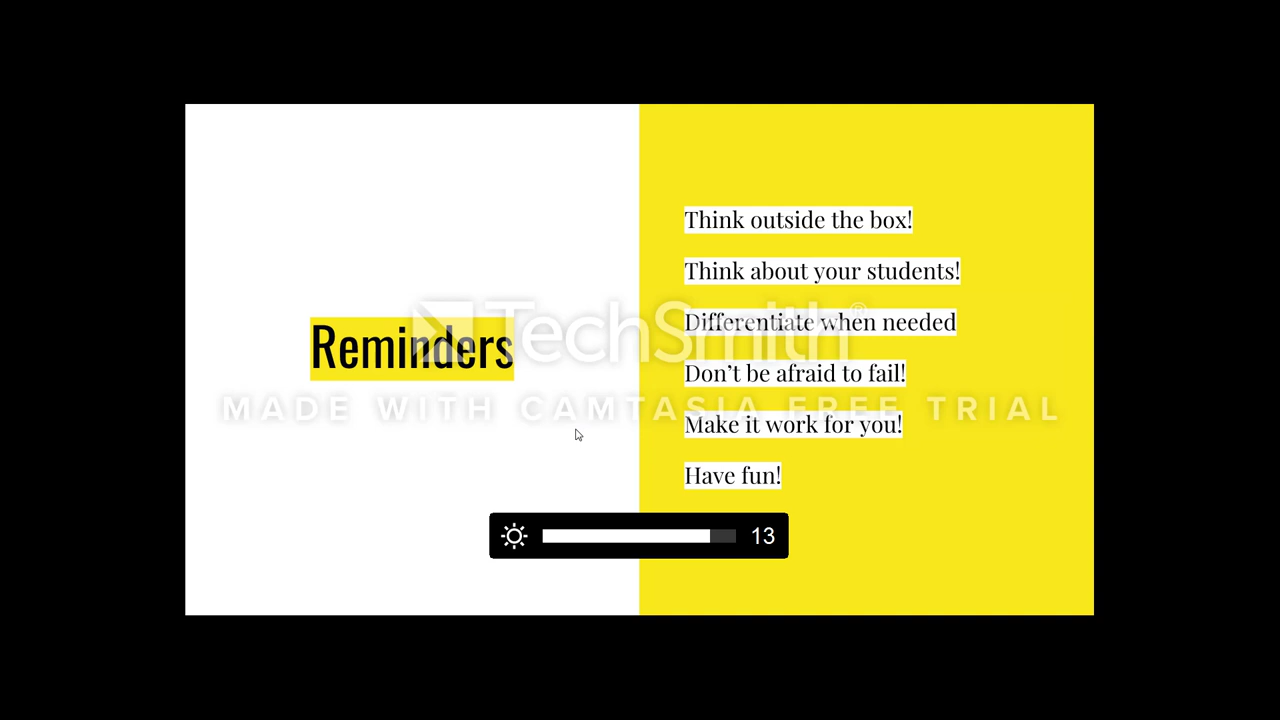 Reminders
Think outside the box!
Think about your students!
Differentiate when needed
Don’t be afraid to fail!
Make it work for you!
Have fun!
TechSmith®
MADE WITH CAMTASIA FREE TRIAL
13